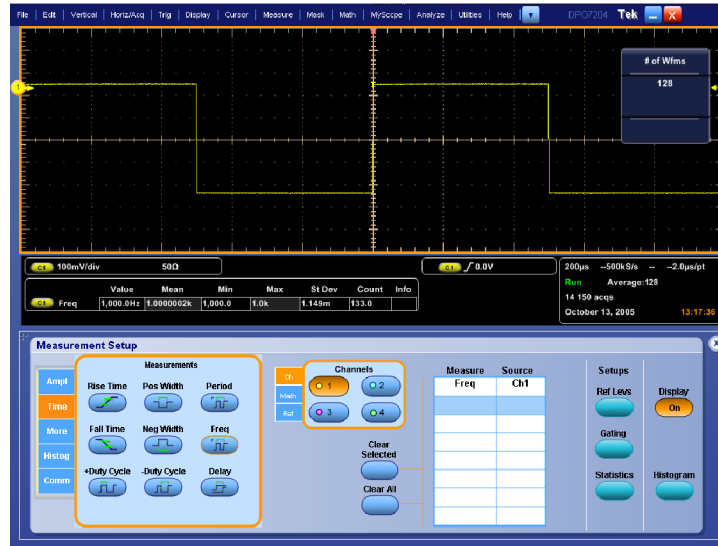 File | Edit | Vertical | Horiz/Acq | Trig | Display | Cursor | Measure | Mask | Math | MyScope | Analyze | Utilities | Help | DPO7204 Tek
# of Wfms
128
1
C1 100mV/div 50Ω
C1 0.0V
200µs --500kS/s -- --2.0µs/pt
Run Average:128
14 150 acqs
October 13, 2005 13:17:36
Value Mean Min Max St Dev Count Info
C1 Freq 1,000.0Hz 1.0000002k 1,000.0 1.0k 1.149m 133.0
Measurement Setup
Ampl
Time
More
Histog
Comm
Measurements
Rise Time Pos Width Period
Fall Time Neg Width Freq
+Duty Cycle -Duty Cycle Delay
Ch
Math
Ref
Channels
1 2
3 4
Clear
Selected
Clear All
Measure Source
Freq Ch1
Setups
Ref Levs
Gating
Statistics
Display
On
Histogram